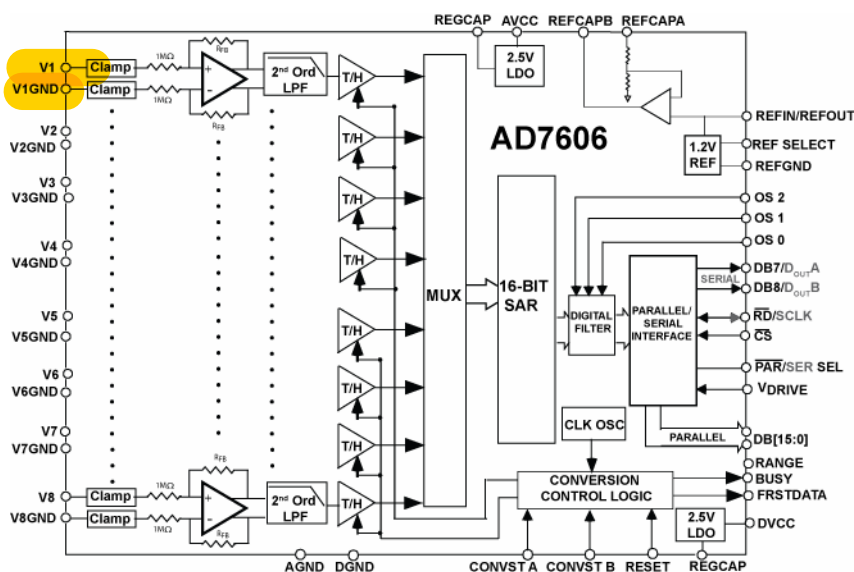 REGCAP AVCC REFCAPB REFCAPA
V1 Clamp 1MΩ RFB
V1GND Clamp 1MΩ RFB
+
−
2nd Ord
LPF
T/H
2.5V
LDO
REFIN/REFOUT
1.2V
REF
REF SELECT
REFGND
AD7606
V2
V2GND
T/H
V3
V3GND
T/H
V4
V4GND
T/H
V5
V5GND
T/H
V6
V6GND
T/H
V7
V7GND
T/H
V8 Clamp 1MΩ RFB
V8GND Clamp 1MΩ RFB
+
−
2nd Ord
LPF
T/H
MUX
16-BIT
SAR
OS 2
OS 1
OS 0
DIGITAL
FILTER
PARALLEL/
SERIAL
INTERFACE
DB7/DOUTA
SERIAL
DB8/DOUTB
RD/SCLK
CS
PAR/SER SEL
VDRIVE
PARALLEL
DB[15:0]
CLK OSC
CONVERSION
CONTROL LOGIC
RANGE
BUSY
FRSTDATA
2.5V
LDO
DVCC
AGND DGND CONVST A CONVST B RESET REGCAP